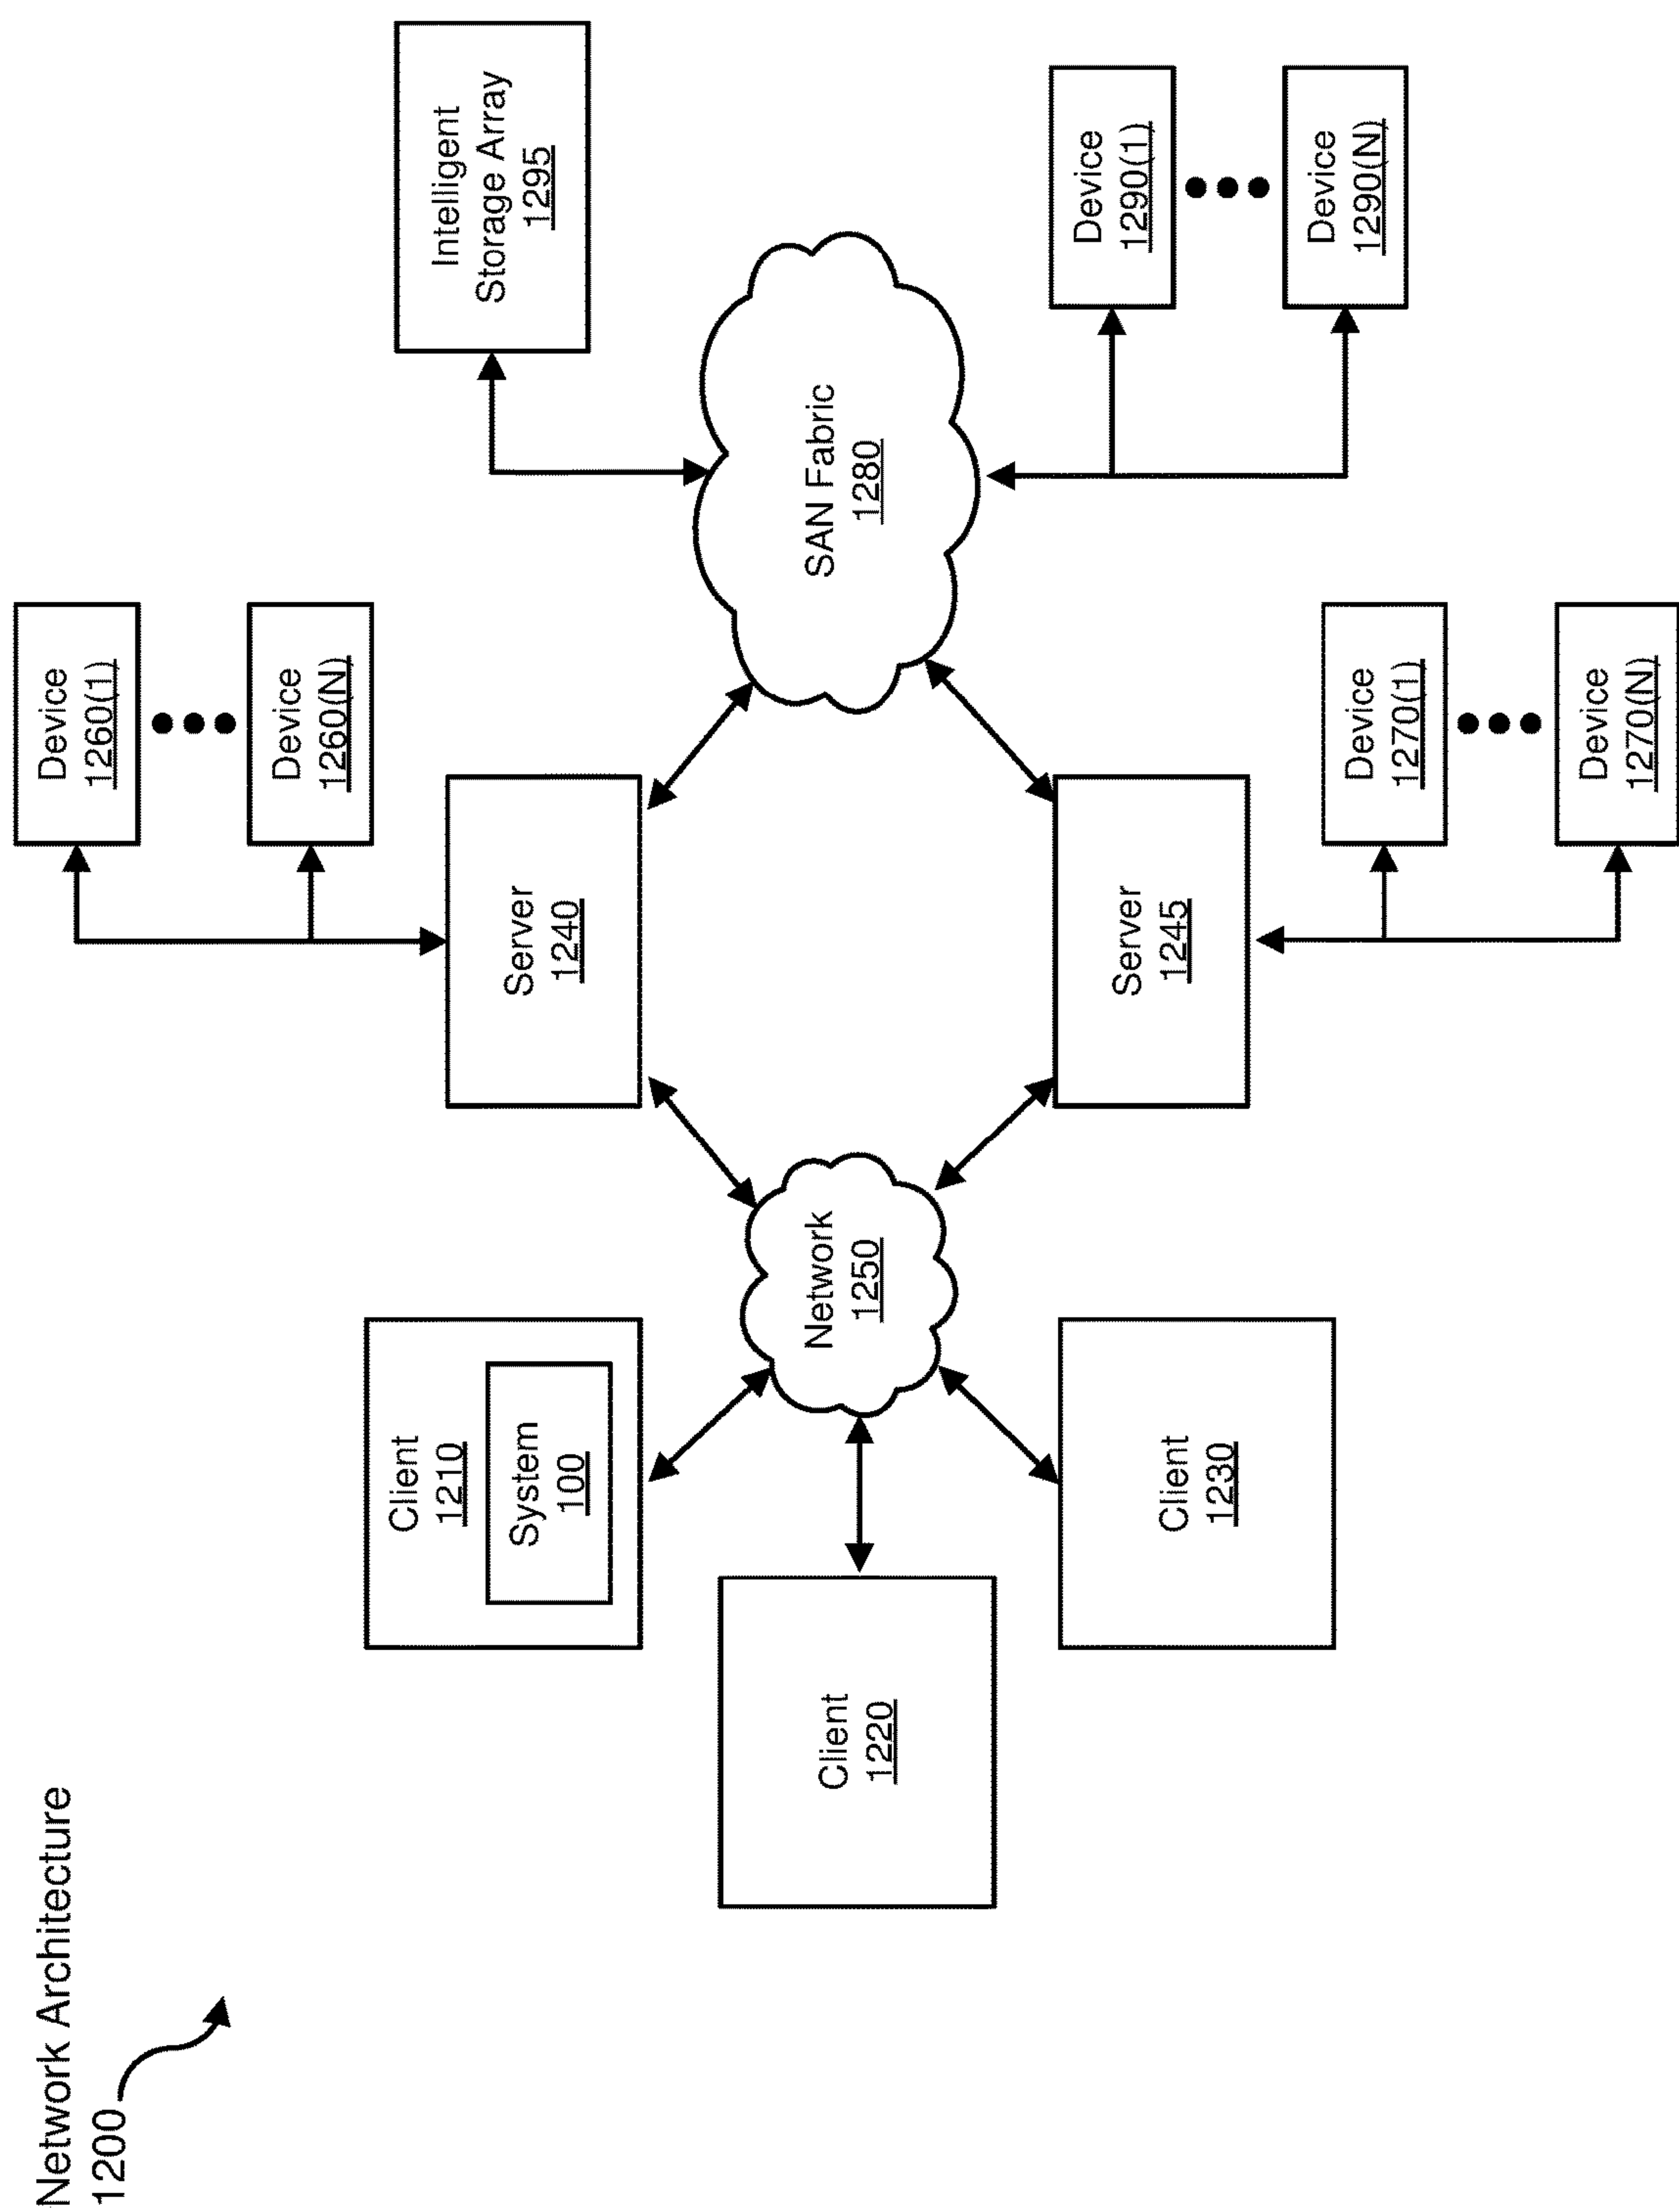 Network Architecture
1200
Client
1210
System
100
Client
1220
Client
1230
Network
1250
Server
1240
Server
1245
Device
1260(1)
Device
1260(N)
Device
1270(1)
Device
1270(N)
SAN Fabric
1280
Intelligent
Storage Array
1295
Device
1290(1)
Device
1290(N)